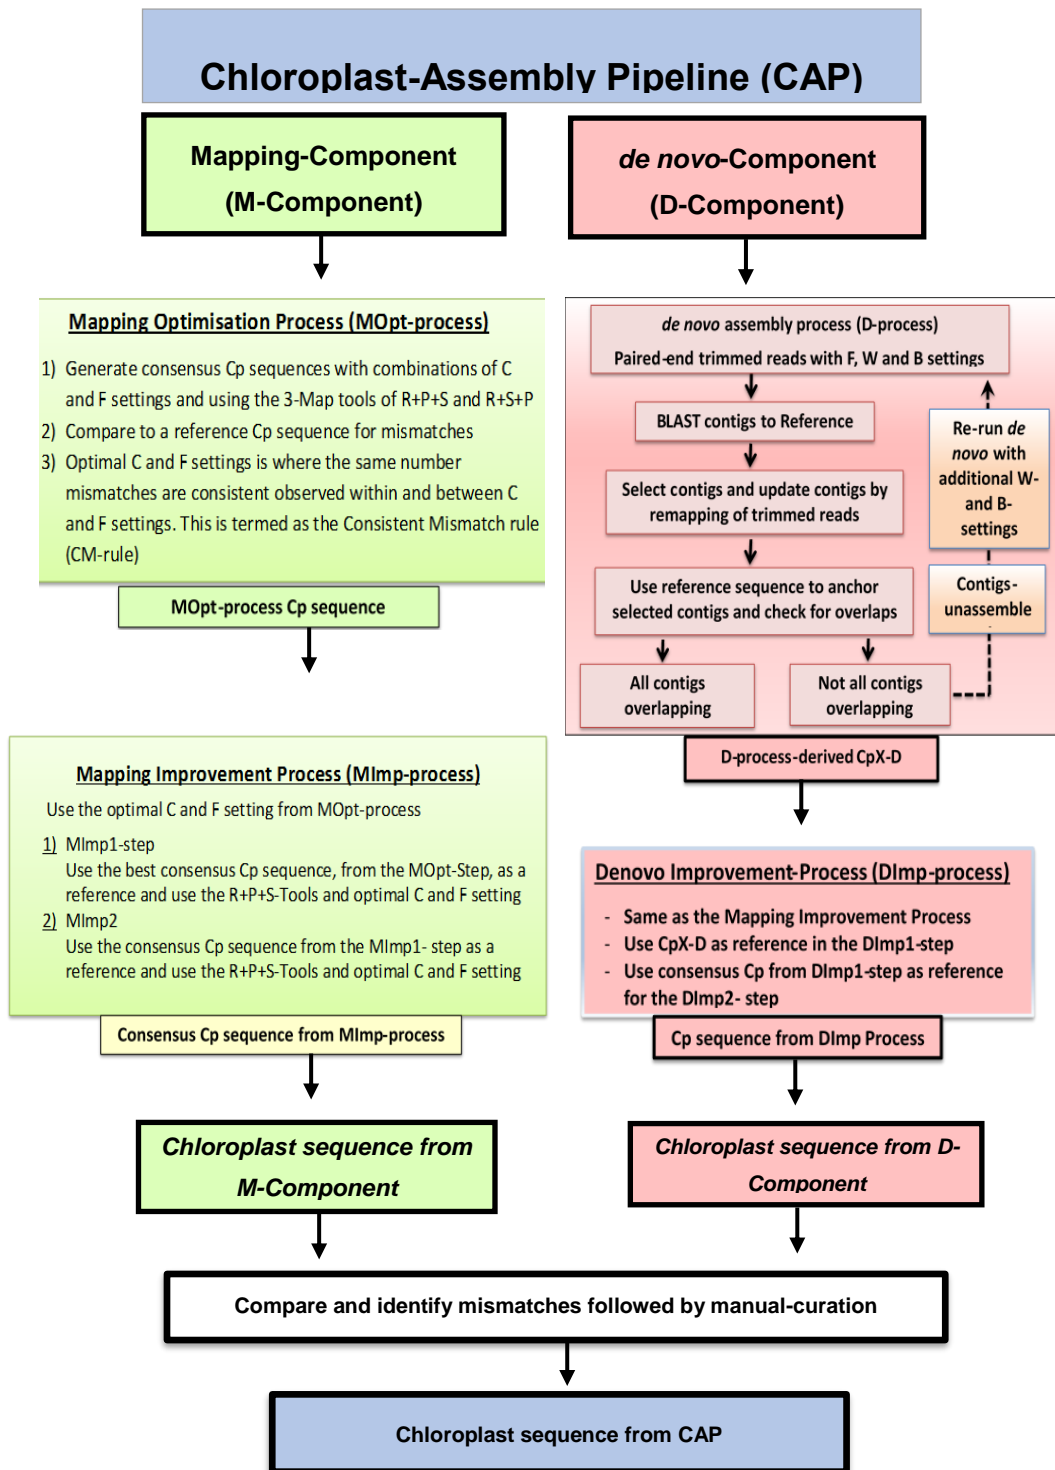 Chloroplast-Assembly Pipeline (CAP)
Mapping-Component
(M-Component)
de novo-Component
(D-Component)
Mapping Optimisation Process (MOpt-process)
1) Generate consensus Cp sequences with combinations of C
and F settings and using the 3-Map tools of R+P+S and R+S+P
2) Compare to a reference Cp sequence for mismatches
3) Optimal C and F settings is where the same number
mismatches are consistent observed within and between C
and F settings. This is termed as the Consistent Mismatch rule
(CM-rule)
MOpt-process Cp sequence
Mapping Improvement Process (MImp-process)
Use the optimal C and F setting from MOpt-process
1) MImp1-step
Use the best consensus Cp sequence, from the MOpt-Step, as a
reference and use the R+P+S-Tools and optimal C and F setting
2) MImp2
Use the consensus Cp sequence from the MImp1- step as a
reference and use the R+P+S-Tools and optimal C and F setting
Consensus Cp sequence from MImp-process
Chloroplast sequence from
M-Component
de novo assembly process (D-process)
Paired-end trimmed reads with F, W and B settings
BLAST contigs to Reference
Select contigs and update contigs by
remapping of trimmed reads
Use reference sequence to anchor
selected contigs and check for overlaps
All contigs
overlapping
Not all contigs
overlapping
Contigs-
unassemble
Re-run de
novo with
additional W-
and B-
settings
D-process-derived CpX-D
Denovo Improvement-Process (DImp-process)
- Same as the Mapping Improvement Process
- Use CpX-D as reference in the DImp1-step
- Use consensus Cp from DImp1-step as reference
for the DImp2- step
Cp sequence from DImp Process
Chloroplast sequence from D-
Component
Compare and identify mismatches followed by manual-curation
Chloroplast sequence from CAP